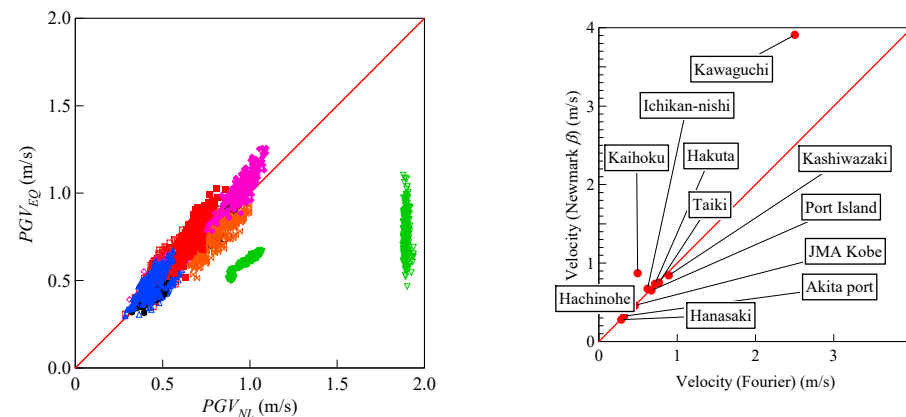 2.0
1.5
1.0
0.5
0
0
0.5
1.0
1.5
2.0
PGV_EQ (m/s)
PGV_NL (m/s)
4
3
2
1
0
0
1
2
3
Velocity (Newmark β) (m/s)
Velocity (Fourier) (m/s)
Kawaguchi
Ichikan-nishi
Kaihoku
Hakuta
Kashiwazaki
Taiki
Port Island
JMA Kobe
Hachinohe
Akita port
Hanasaki